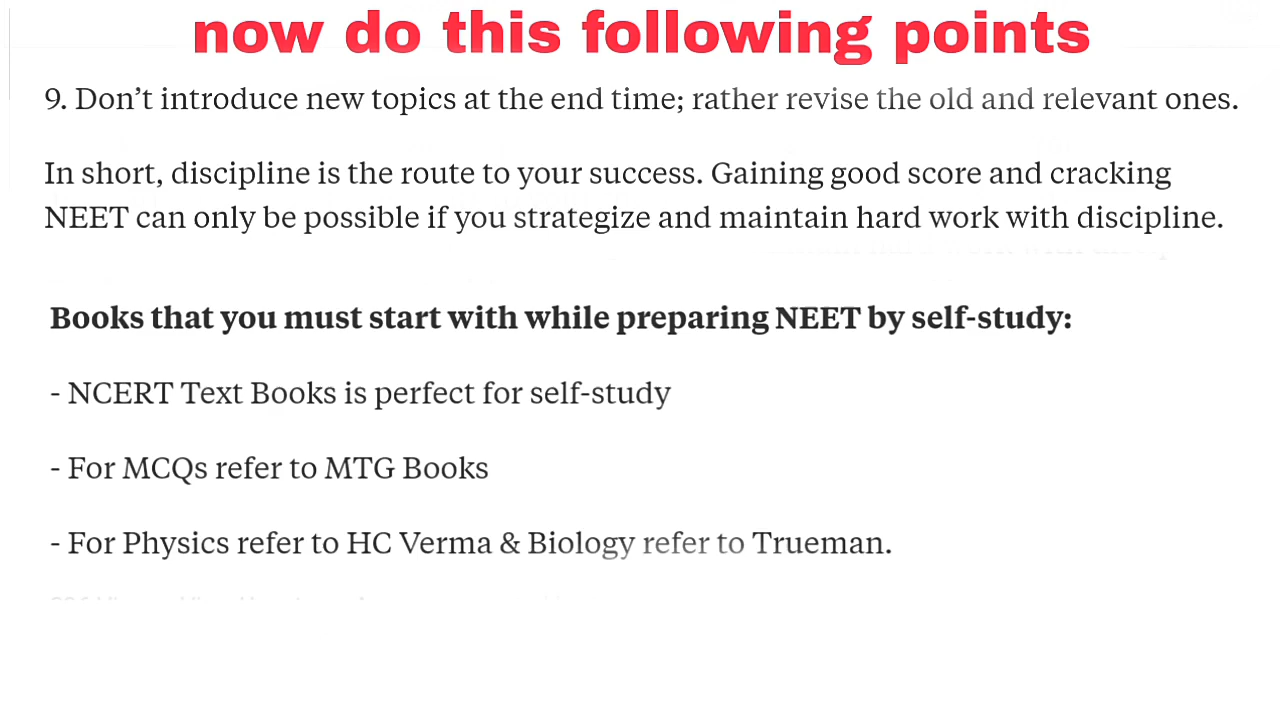 now do this following points
9. Don’t introduce new topics at the end time; rather revise the old and relevant ones.
In short, discipline is the route to your success. Gaining good score and cracking
NEET can only be possible if you strategize and maintain hard work with discipline.
Books that you must start with while preparing NEET by self-study:
- NCERT Text Books is perfect for self-study
- For MCQs refer to MTG Books
- For Physics refer to HC Verma & Biology refer to Trueman.